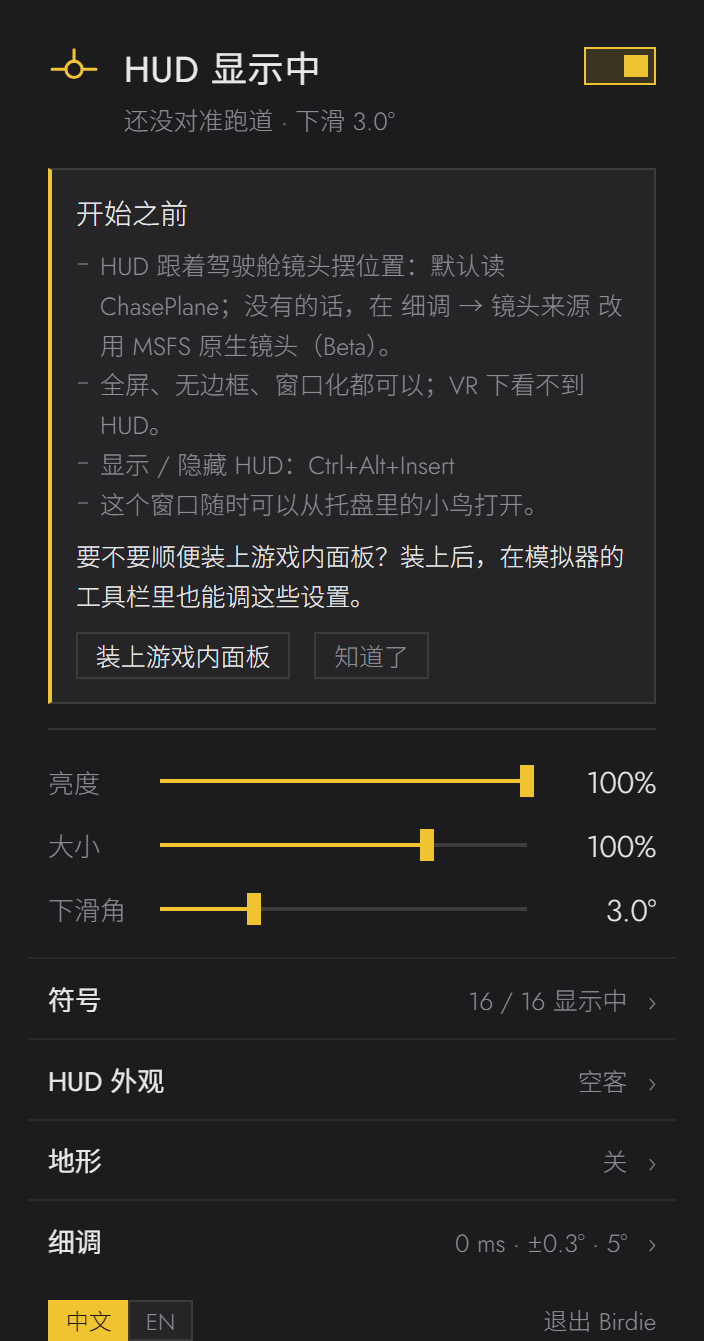 HUD 显示中
还没对准跑道 · 下滑 3.0°
开始之前
– HUD 跟着驾驶舱镜头摆位置：默认读
ChasePlane；没有的话，在 细调 → 镜头来源 改
用 MSFS 原生镜头（Beta）。
– 全屏、无边框、窗口化都可以；VR 下看不到
HUD。
– 显示 / 隐藏 HUD：Ctrl+Alt+Insert
– 这个窗口随时可以从托盘里的小鸟打开。
要不要顺便装上游戏内面板？装上后，在模拟器的
工具栏里也能调这些设置。
装上游戏内面板 知道了
亮度 100%
大小 100%
下滑角 3.0°
符号 16 / 16 显示中 ›
HUD 外观 空客 ›
地形 关 ›
细调 0 ms · ±0.3° · 5° ›
中文 EN 退出 Birdie